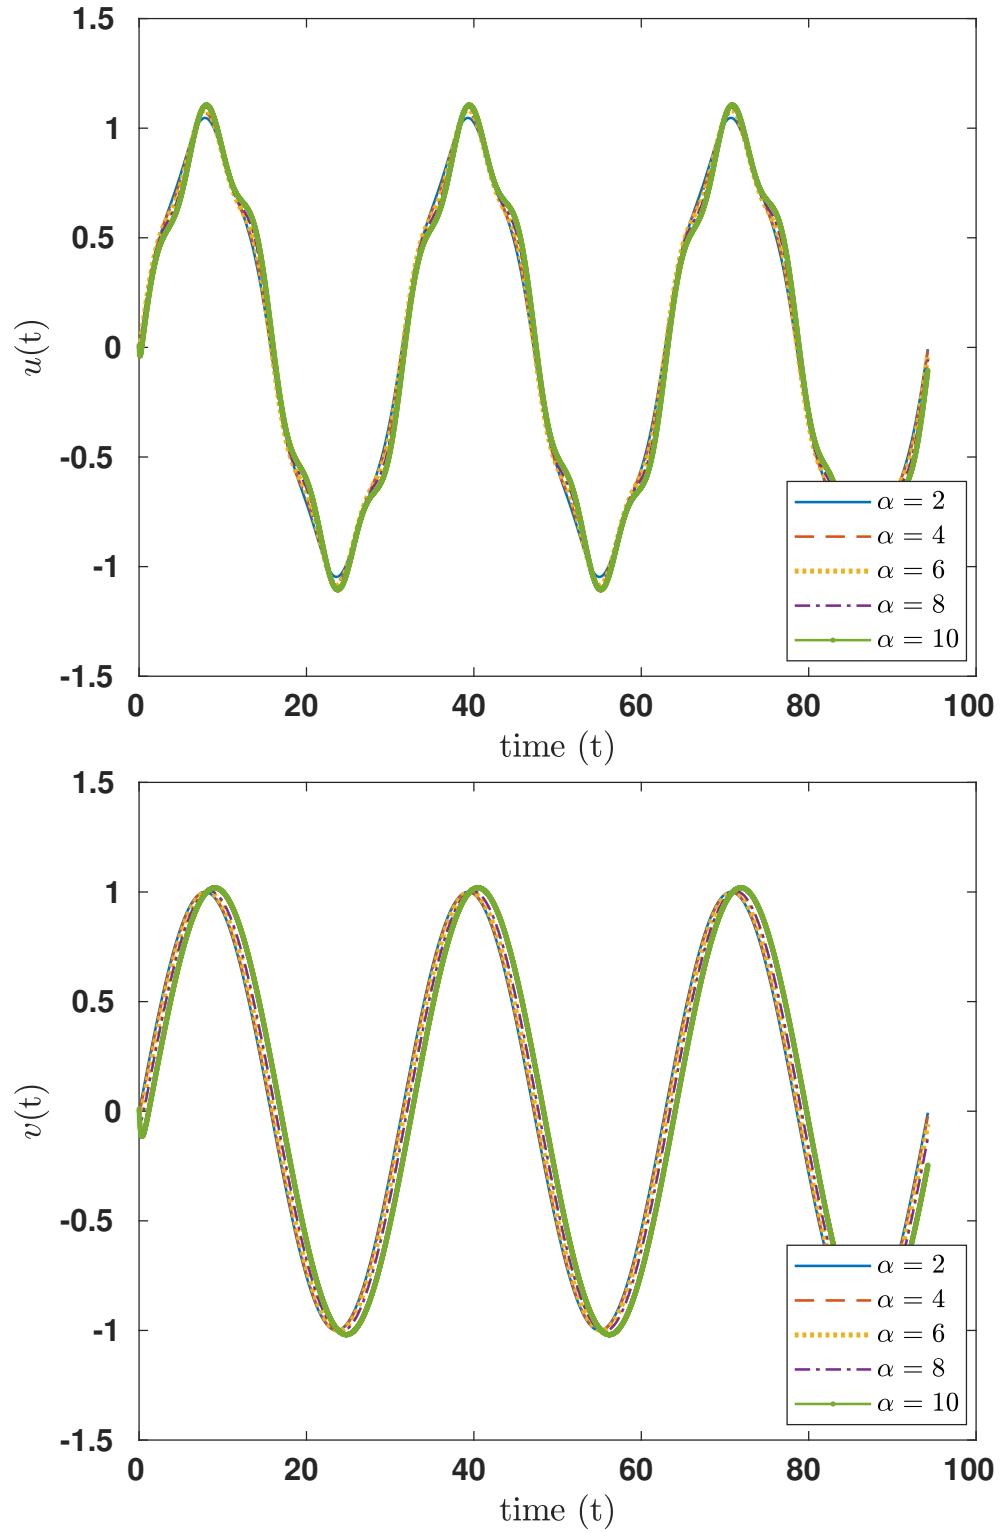 1.5
1
0.5
0
-0.5
-1
-1.5
u(t)
α = 2
α = 4
α = 6
α = 8
α = 10
0 20 40 60 80 100
time (t)
1.5
1
0.5
0
-0.5
-1
-1.5
v(t)
α = 2
α = 4
α = 6
α = 8
α = 10
0 20 40 60 80 100
time (t)